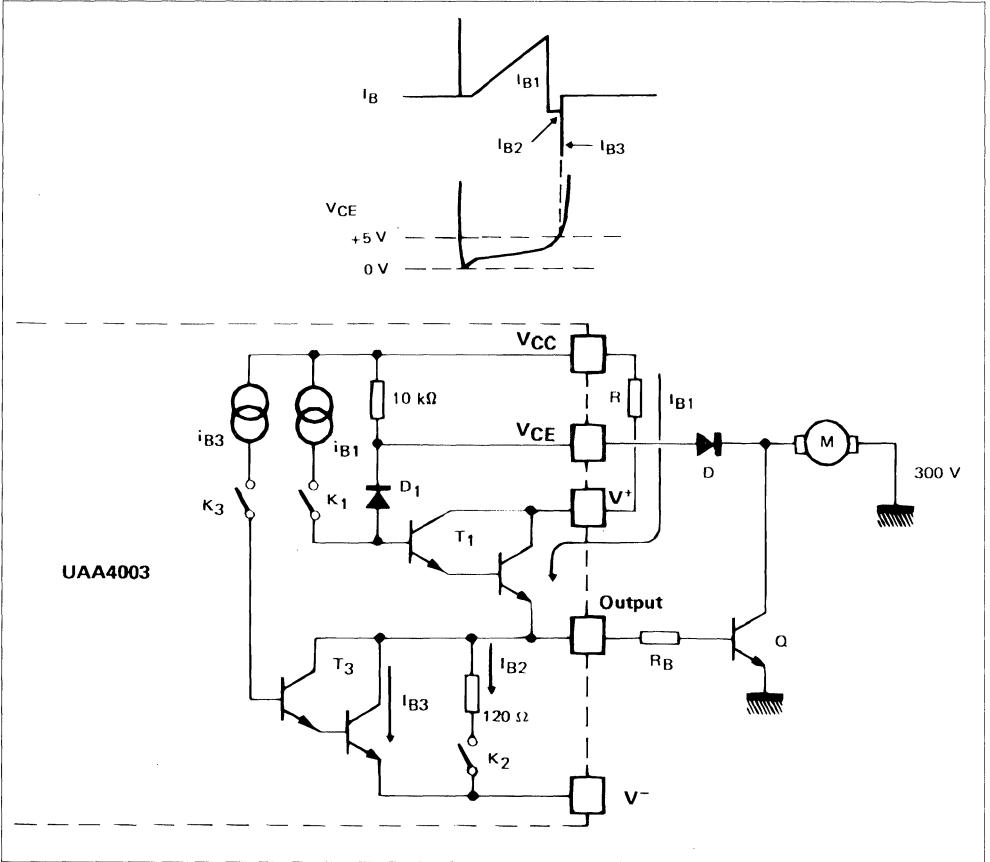 I_B
I_B1
I_B2
I_B3
V_CE
+5 V
0 V
V_CC
10 kΩ
R
I_B1
i_B3
i_B1
V_CE
D
M
300 V
K_3
K_1
D_1
V^+
T_1
UAA4003
Output
R_B
Q
T_3
I_B3
I_B2
120 Ω
K_2
V^-